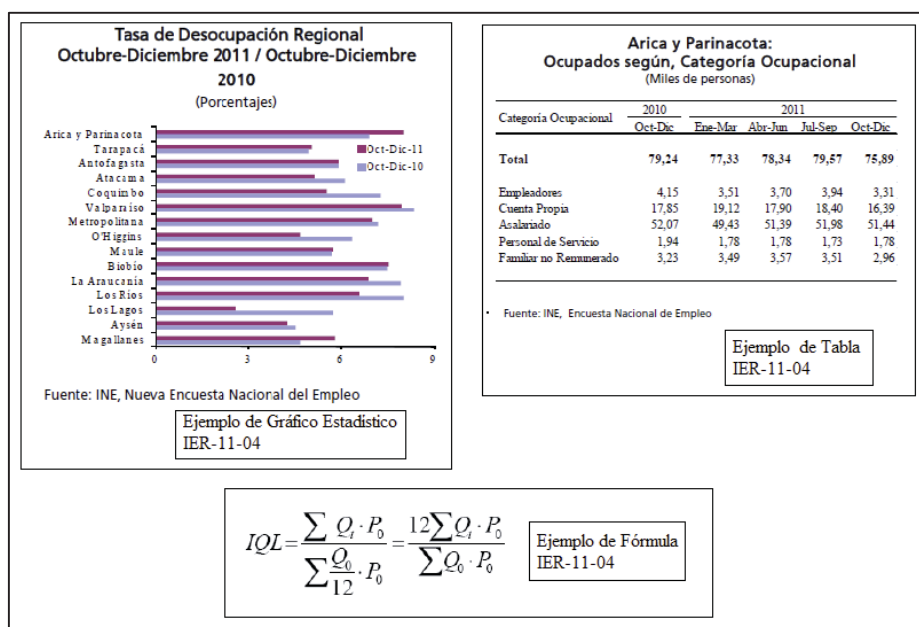 Tasa de Desocupación Regional
Octubre-Diciembre 2011 / Octubre-Diciembre
2010
(Porcentajes)
Arica y Parinacota
Tarapacá
Antofagasta
Atacama
Coquimbo
Valparaíso
Metropolitana
O'Higgins
Maule
Biobío
La Araucanía
Los Ríos
Los Lagos
Aysén
Magallanes
Oct-Dic-11
Oct-Dic-10
0 3 6 9
Fuente: INE, Nueva Encuesta Nacional del Empleo
Ejemplo de Gráfico Estadístico
IER-11-04
Arica y Parinacota:
Ocupados según, Categoría Ocupacional
(Miles de personas)
Categoría Ocupacional 2010 2011
Oct-Dic Ene-Mar Abr-Jun Jul-Sep Oct-Dic
Total 79,24 77,33 78,34 79,57 75,89
Empleadores 4,15 3,51 3,70 3,94 3,31
Cuenta Propia 17,85 19,12 17,90 18,40 16,39
Asalariado 52,07 49,43 51,39 51,98 51,44
Personal de Servicio 1,94 1,78 1,78 1,73 1,78
Familiar no Remunerado 3,23 3,49 3,57 3,51 2,96
Fuente: INE, Encuesta Nacional de Empleo
Ejemplo de Tabla
IER-11-04
IQL = ∑ Q_t · P_0 / ∑ Q_0/12 · P_0 = 12∑ Q_t · P_0 / ∑ Q_0 · P_0
Ejemplo de Fórmula
IER-11-04